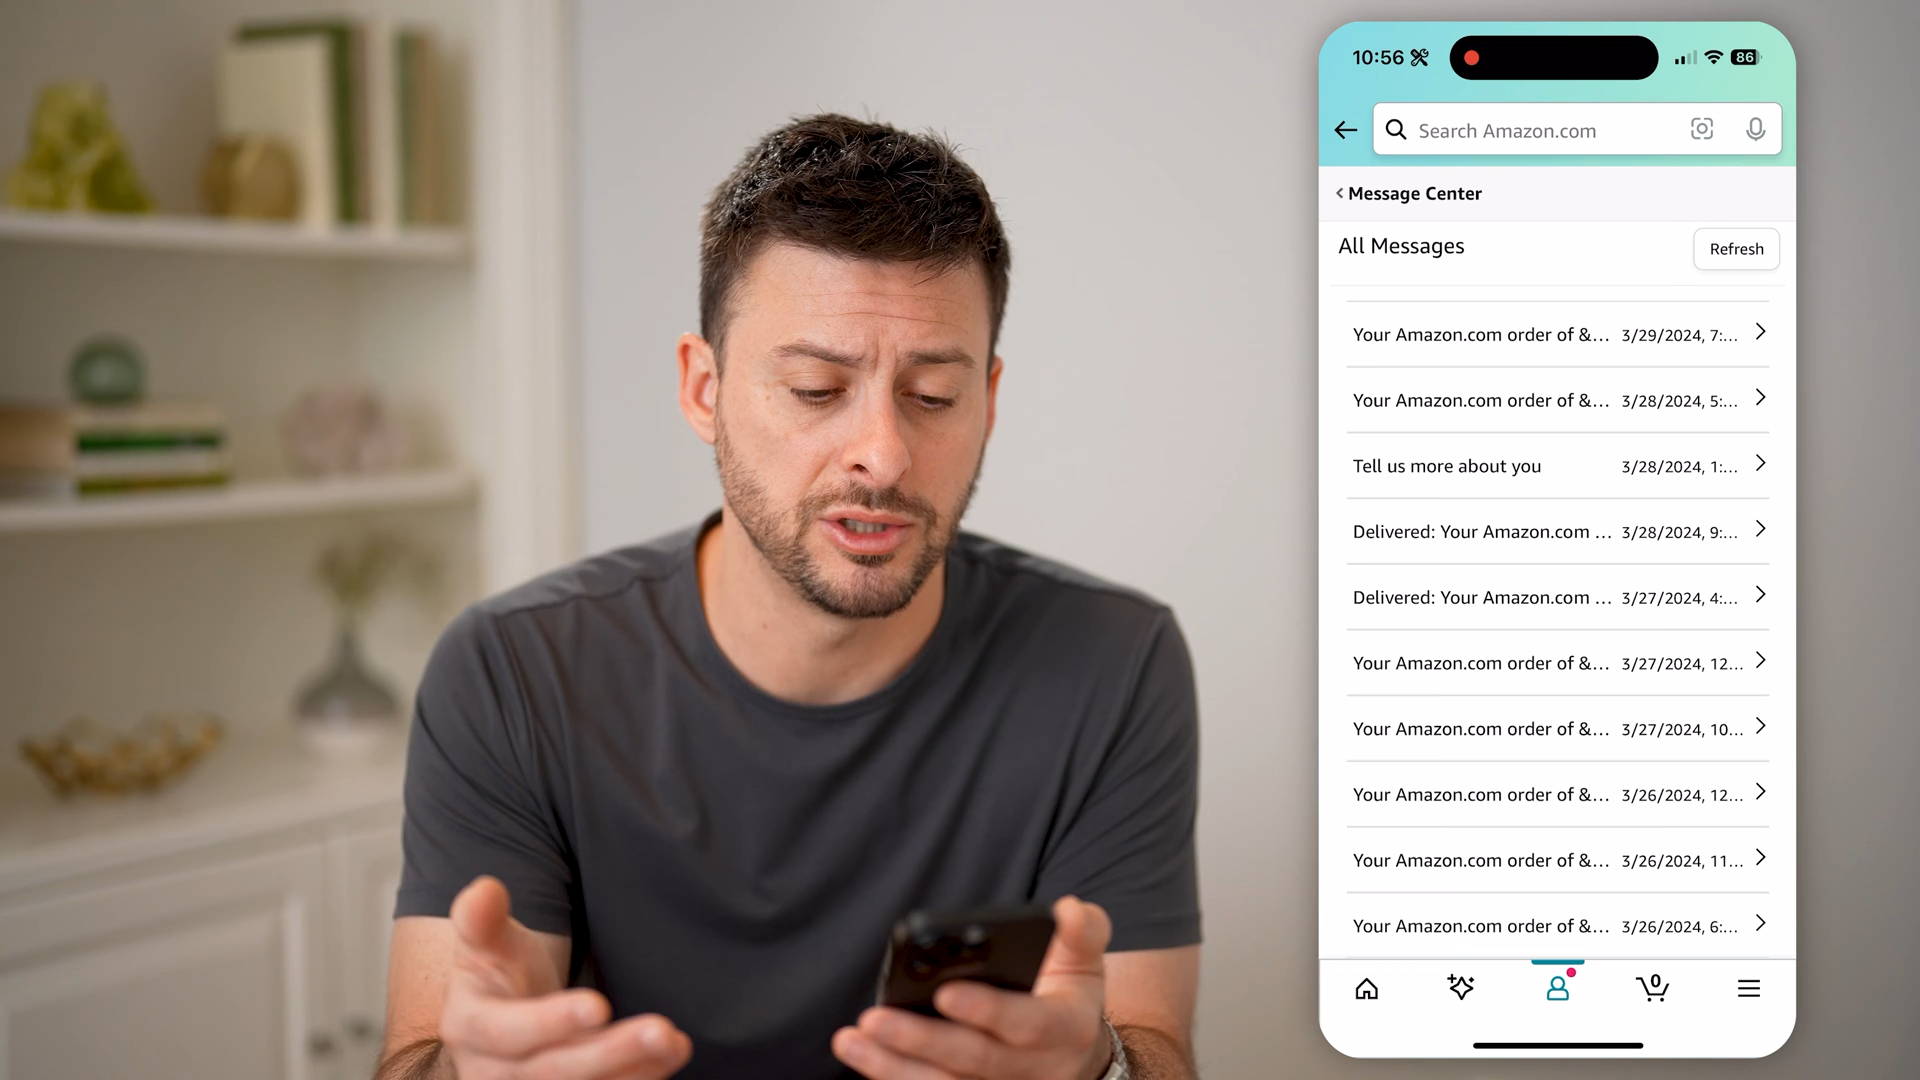 10:56
86
Search Amazon.com
Message Center
All Messages
Refresh
Your Amazon.com order of &... 3/29/2024, 7:...
Your Amazon.com order of &... 3/28/2024, 5:...
Tell us more about you 3/28/2024, 1:...
Delivered: Your Amazon.com ... 3/28/2024, 9:...
Delivered: Your Amazon.com ... 3/27/2024, 4:...
Your Amazon.com order of &... 3/27/2024, 12...
Your Amazon.com order of &... 3/27/2024, 10...
Your Amazon.com order of &... 3/26/2024, 12...
Your Amazon.com order of &... 3/26/2024, 11...
Your Amazon.com order of &... 3/26/2024, 6:...
0